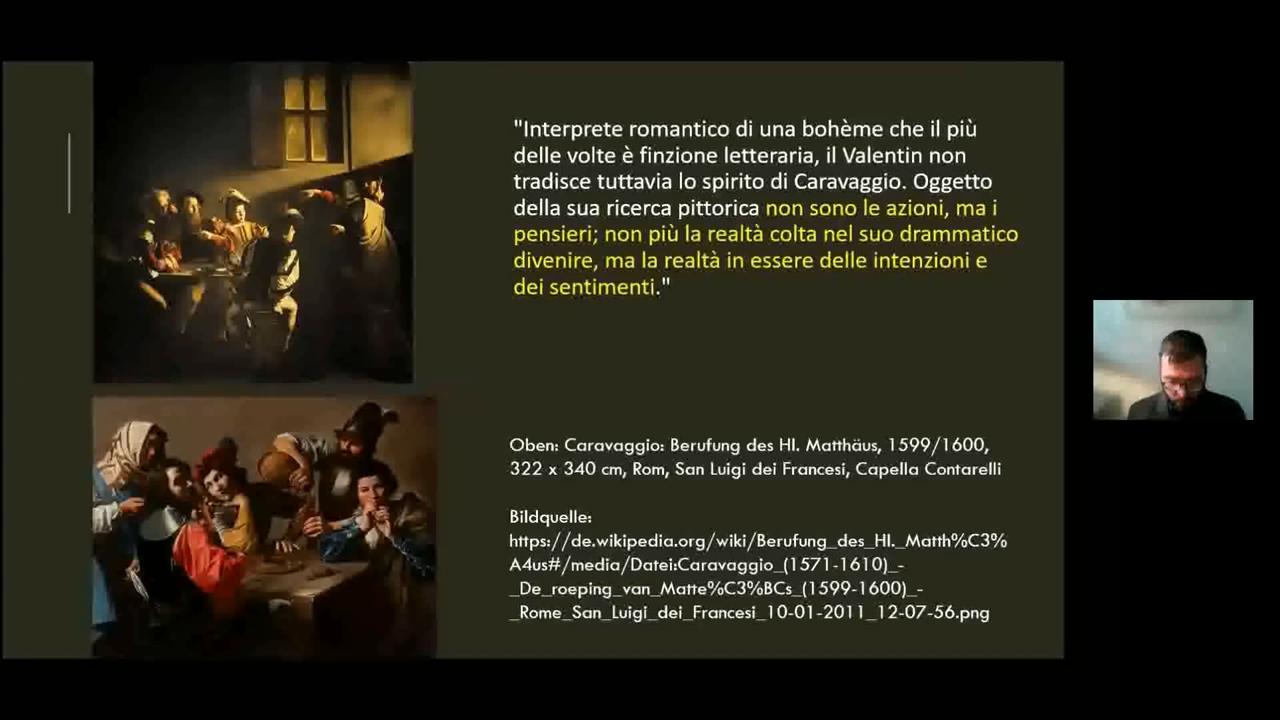 "Interprete romantico di una bohème che il più
delle volte è finzione letteraria, il Valentin non
tradisce tuttavia lo spirito di Caravaggio. Oggetto
della sua ricerca pittorica non sono le azioni, ma i
pensieri; non più la realtà colta nel suo drammatico
divenire, ma la realtà in essere delle intenzioni e
dei sentimenti."
Oben: Caravaggio: Berufung des Hl. Matthäus, 1599/1600,
322 x 340 cm, Rom, San Luigi dei Francesi, Capella Contarelli
Bildquelle:
https://de.wikipedia.org/wiki/Berufung_des_Hl._Matth%C3%
A4us#/media/Datei:Caravaggio_(1571-1610)_-
_De_roeping_van_Matte%C3%BCs_(1599-1600)_-
_Rome_San_Luigi_dei_Francesi_10-01-2011_12-07-56.png